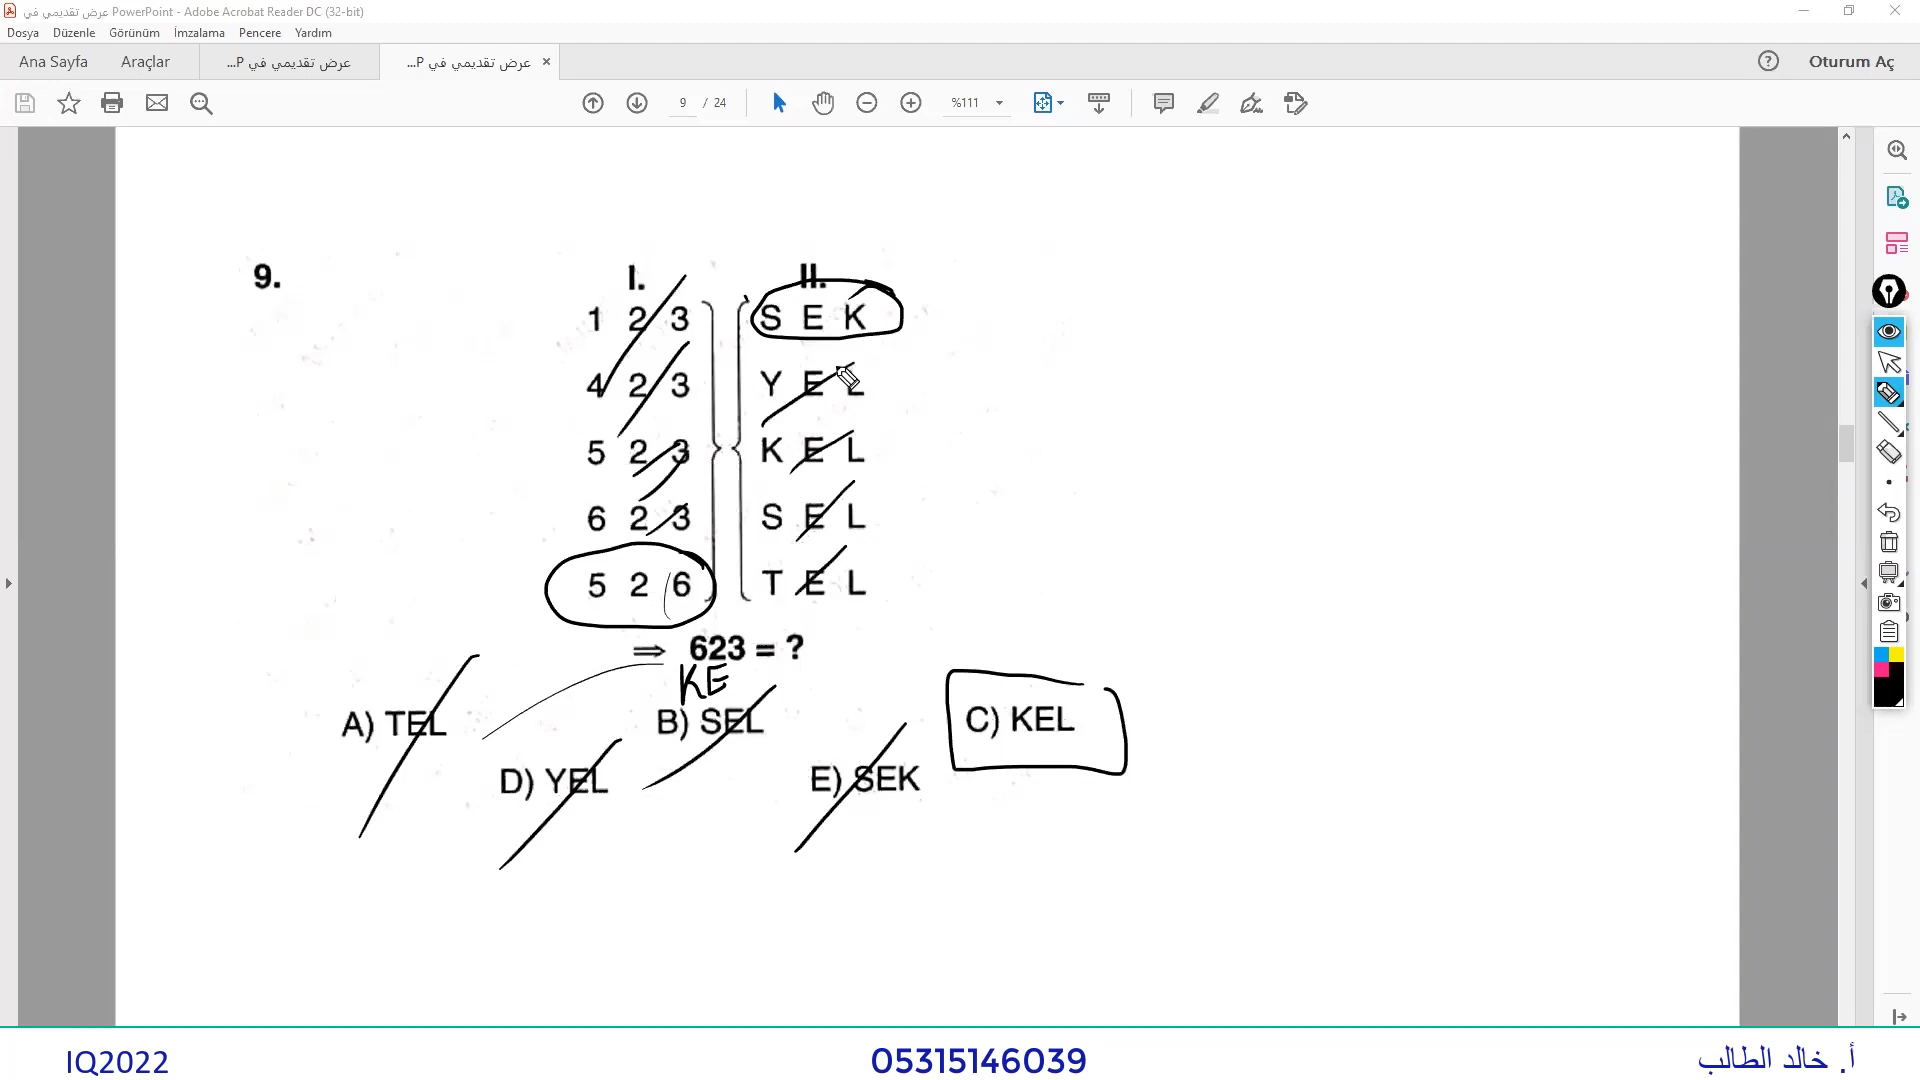 عرض تقديمي في PowerPoint - Adobe Acrobat Reader DC (32-bit)
Dosya Düzenle Görünüm İmzalama Pencere Yardım
Ana Sayfa Araçlar عرض تقديمي في P... عرض تقديمي في P... × ? Oturum Aç
9 / 24 %111
9. I. II.
1 2 3 S E K
4 2 3 Y E L
5 2 3 K E L
6 2 3 S E L
5 2 6 T E L
⇒ 623 = ?
KE
A) TEL B) SEL C) KEL
D) YEL E) SEK
IQ2022 05315146039 أ. خالد الطالب